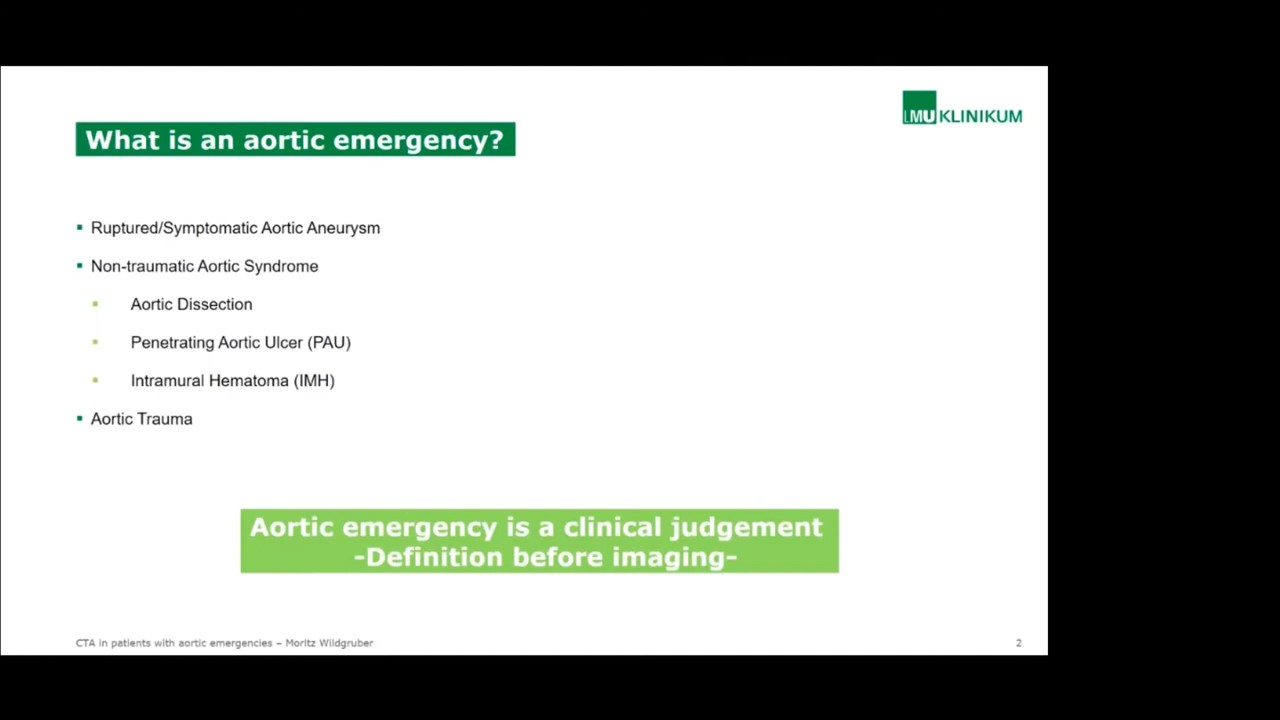 LMU KLINIKUM
What is an aortic emergency?
Ruptured/Symptomatic Aortic Aneurysm
Non-traumatic Aortic Syndrome
Aortic Dissection
Penetrating Aortic Ulcer (PAU)
Intramural Hematoma (IMH)
Aortic Trauma
Aortic emergency is a clinical judgement
-Definition before imaging-
CTA in patients with aortic emergencies – Moritz Wildgruber
2